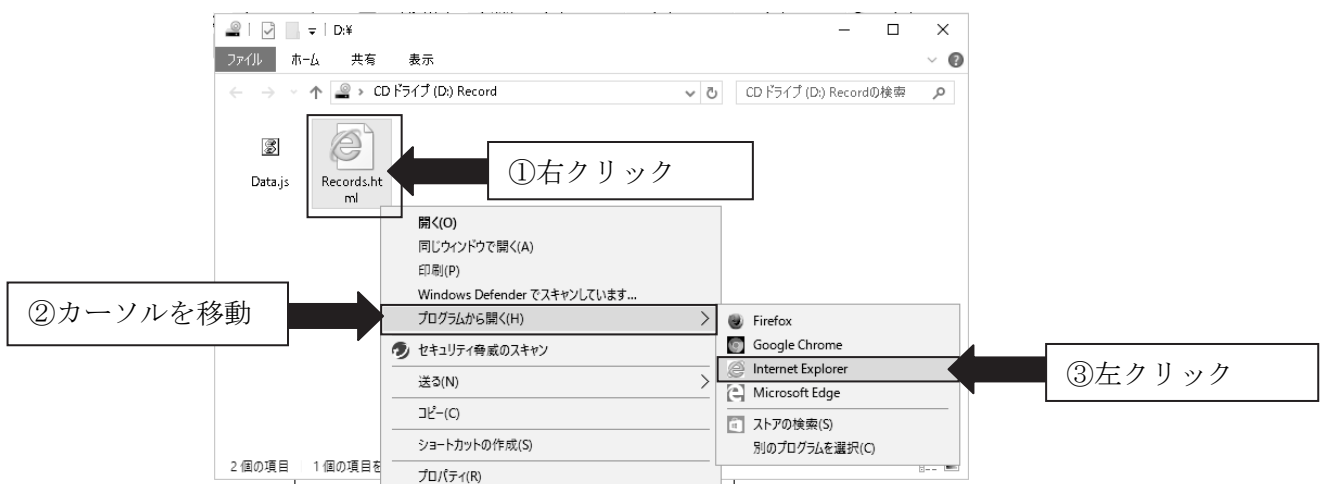 D:¥
ファイル ホーム 共有 表示
CD ドライブ (D:) Record
CD ドライブ (D:) Recordの検索
Data.js
Records.ht
ml
①右クリック
開く(O)
同じウィンドウで開く(A)
印刷(P)
Windows Defender でスキャンしています...
プログラムから開く(H)
②カーソルを移動
セキュリティ脅威のスキャン
送る(N)
コピー(C)
ショートカットの作成(S)
プロパティ(R)
Firefox
Google Chrome
Internet Explorer
Microsoft Edge
ストアの検索(S)
別のプログラムを選択(C)
③左クリック
2 個の項目 1 個の項目を